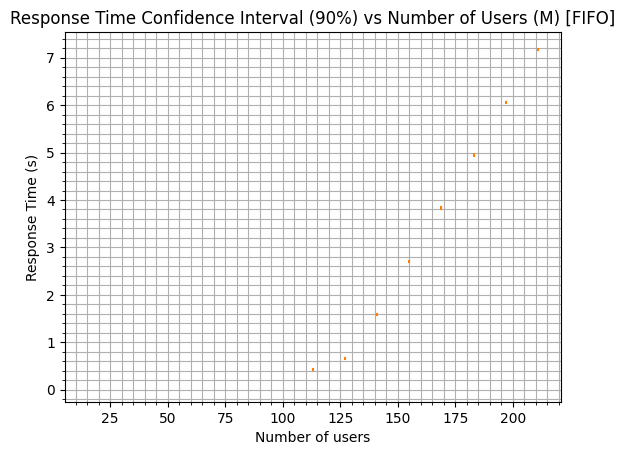 Response Time Confidence Interval (90%) vs Number of Users (M) [FIFO]
Response Time (s)
7
6
5
4
3
2
1
0
25 50 75 100 125 150 175 200
Number of users